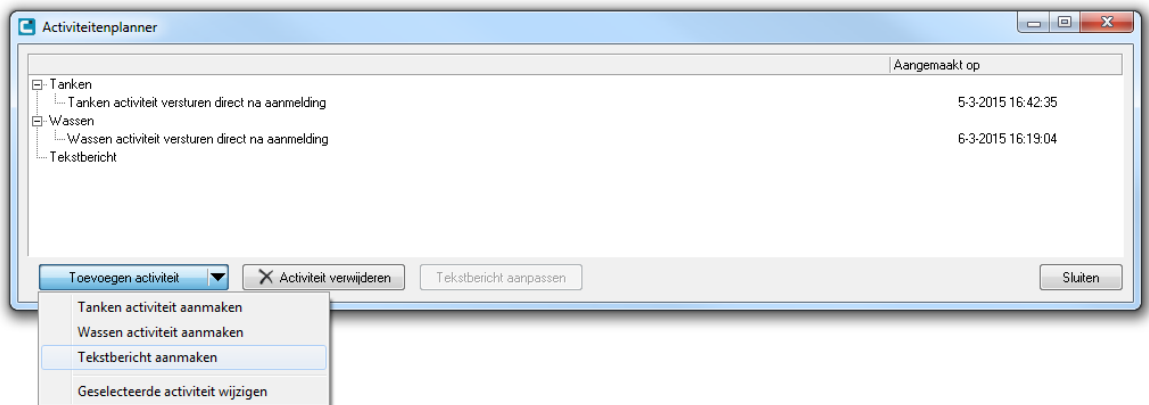 Activiteitenplanner
Aangemaakt op
Tanken
Tanken activiteit versturen direct na aanmelding 5-3-2015 16:42:35
Wassen
Wassen activiteit versturen direct na aanmelding 6-3-2015 16:19:04
Tekstbericht
Toevoegen activiteit Activiteit verwijderen Tekstbericht aanpassen Sluiten
Tanken activiteit aanmaken
Wassen activiteit aanmaken
Tekstbericht aanmaken
Geselecteerde activiteit wijzigen